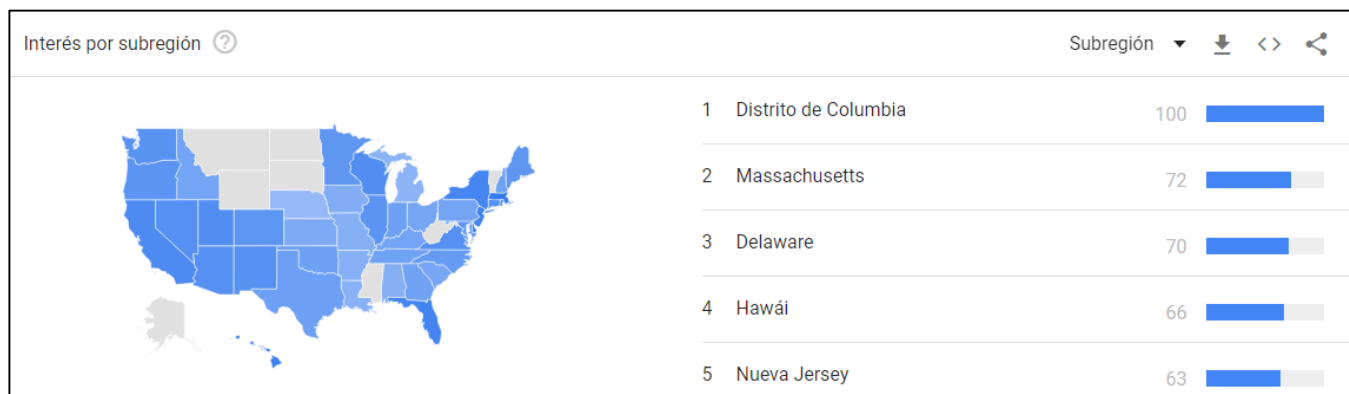 Interés por subregión
Subregión
1 Distrito de Columbia 100
2 Massachusetts 72
3 Delaware 70
4 Hawái 66
5 Nueva Jersey 63